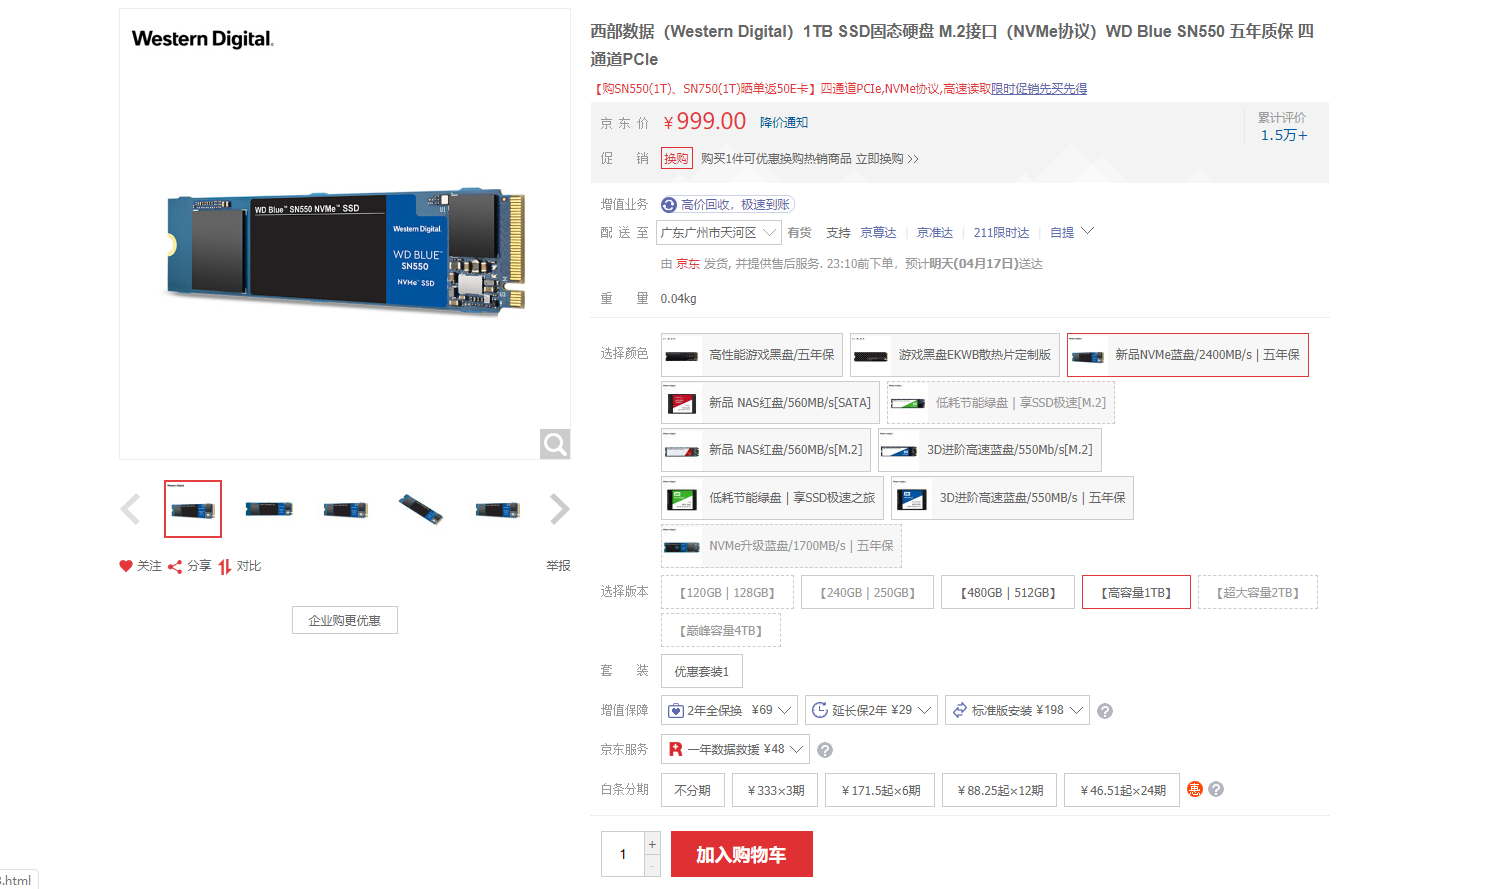 Western Digital.
WD Blue™ SN550 NVMe™ SSD
Western Digital.
WD BLUE™
SN550
NVMe™ SSD
关注 分享 对比 举报
企业购更优惠
西部数据（Western Digital）1TB SSD固态硬盘 M.2接口（NVMe协议）WD Blue SN550 五年质保 四
通道PCIe
【购SN550(1T)、SN750(1T)晒单返50E卡】四通道PCIe,NVMe协议,高速读取限时促销先买先得
京东价 ￥999.00 降价通知
累计评价
1.5万+
促销 换购 购买1件可优惠换购热销商品 立即换购 >>
增值业务 高价回收，极速到账
配送至 广东广州市天河区 有货 支持 京尊达 | 京准达 | 211限时达 | 自提
由 京东 发货, 并提供售后服务. 23:10前下单，预计明天(04月17日)送达
重量 0.04kg
选择颜色 高性能游戏黑盘/五年保 游戏黑盘EKWB散热片定制版 新品NVMe蓝盘/2400MB/s | 五年保
新品 NAS红盘/560MB/s[SATA] 低耗节能绿盘 | 享SSD极速[M.2]
新品 NAS红盘/560MB/s[M.2] 3D进阶高速蓝盘/550Mb/s[M.2]
低耗节能绿盘 | 享SSD极速之旅 3D进阶高速蓝盘/550MB/s | 五年保
NVMe升级蓝盘/1700MB/s | 五年保
选择版本 【120GB | 128GB】 【240GB | 250GB】 【480GB | 512GB】 【高容量1TB】 【超大容量2TB】
【巅峰容量4TB】
套装 优惠套装1
增值保障 2年全保换 ¥69 延长保2年 ¥29 标准版安装 ¥198 ?
京东服务 R 一年数据救援 ¥48 ?
白条分期 不分期 ￥333×3期 ￥171.5起×6期 ￥88.25起×12期 ￥46.51起×24期 惠 ?
1 + - 加入购物车
.html